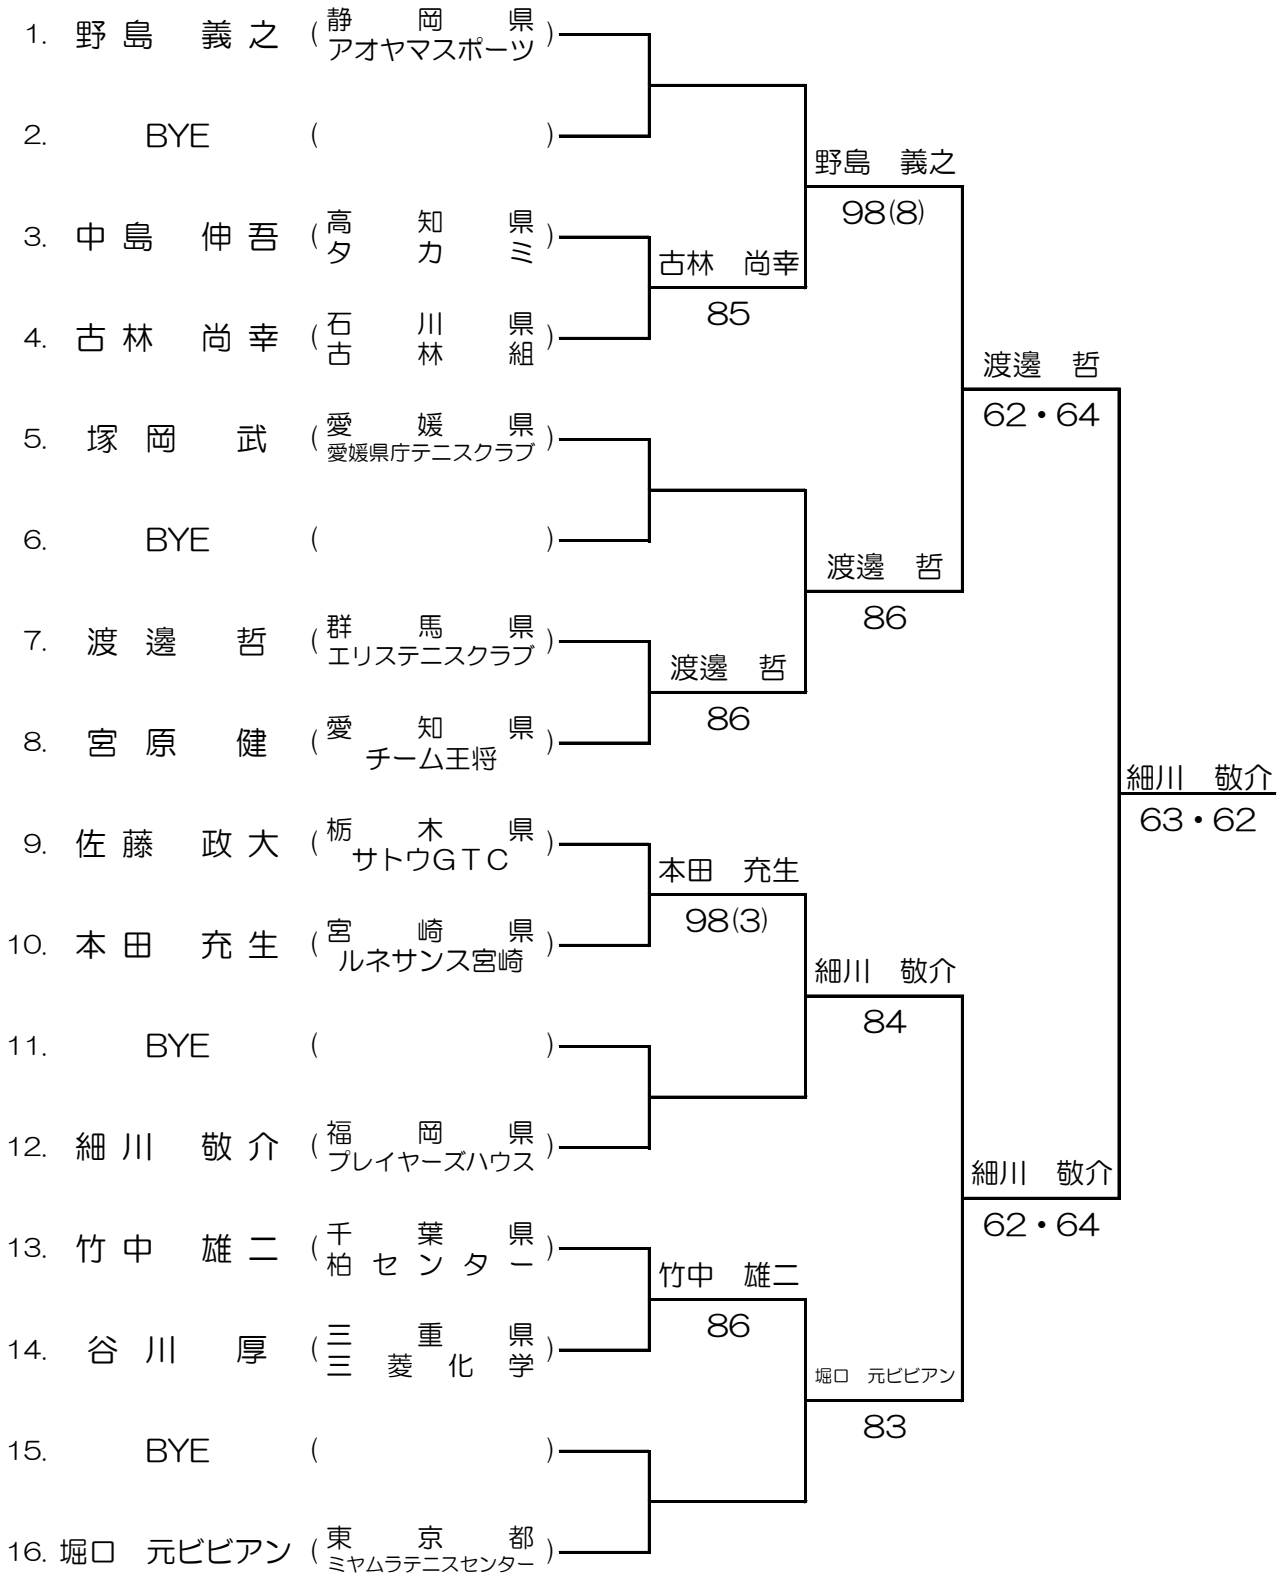 1. 野島 義之 (静岡県 アオヤマスポーツ)
2. BYE ( )
3. 中島 伸吾 (高知県 タカミ)
4. 古林 尚幸 (石川県 古林組)
5. 塚岡 武 (愛媛県 愛媛県庁テニスクラブ)
6. BYE ( )
7. 渡邊 哲 (群馬県 エリステニスクラブ)
8. 宮原 健 (愛知県 チーム王将)
9. 佐藤 政大 (栃木県 サトウGTC)
10. 本田 充生 (宮崎県 ルネサンス宮崎)
11. BYE ( )
12. 細川 敬介 (福岡県 プレイヤーズハウス)
13. 竹中 雄二 (千葉県 柏センター)
14. 谷川 厚 (三重県 三菱化学)
15. BYE ( )
16. 堀口 元ビビアン (東京都 ミヤムラテニスセンター)
古林 尚幸
85
渡邊 哲
86
本田 充生
98(3)
竹中 雄二
86
野島 義之
98(8)
渡邊 哲
86
細川 敬介
84
堀口 元ビビアン
83
渡邊 哲
62・64
細川 敬介
62・64
細川 敬介
63・62